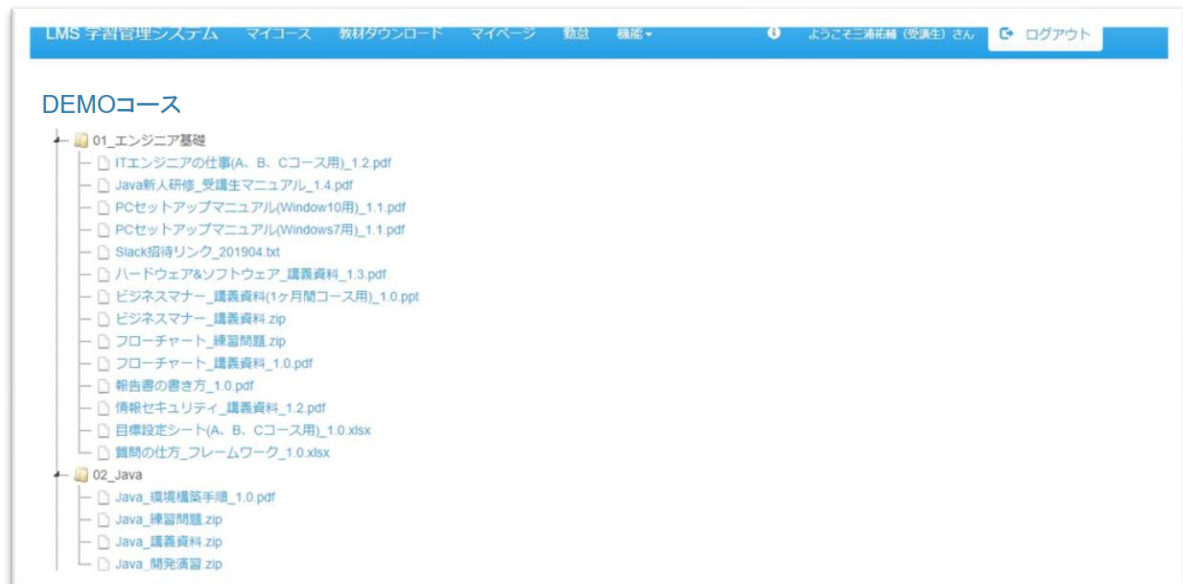 LMS 学習管理システム マイコース 教材ダウンロード マイページ 勤怠 機能 ようこそ三浦祐輔（受講生）さん ログアウト
DEMOコース
01_エンジニア基礎
ITエンジニアの仕事(A、B、Cコース用)_1.2.pdf
Java新人研修_受講生マニュアル_1.4.pdf
PCセットアップマニュアル(Window10用)_1.1.pdf
PCセットアップマニュアル(Windows7用)_1.1.pdf
Slack招待リンク_201904.txt
ハードウェア&ソフトウェア_講義資料_1.3.pdf
ビジネスマナー_講義資料(1ヶ月間コース用)_1.0.ppt
ビジネスマナー_講義資料.zip
フローチャート_練習問題.zip
フローチャート_講義資料_1.0.pdf
報告書の書き方_1.0.pdf
情報セキュリティ_講義資料_1.2.pdf
目標設定シート(A、B、Cコース用)_1.0.xlsx
質問の仕方_フレームワーク_1.0.xlsx
02_Java
Java_環境構築手順_1.0.pdf
Java_練習問題.zip
Java_講義資料.zip
Java_開発演習.zip